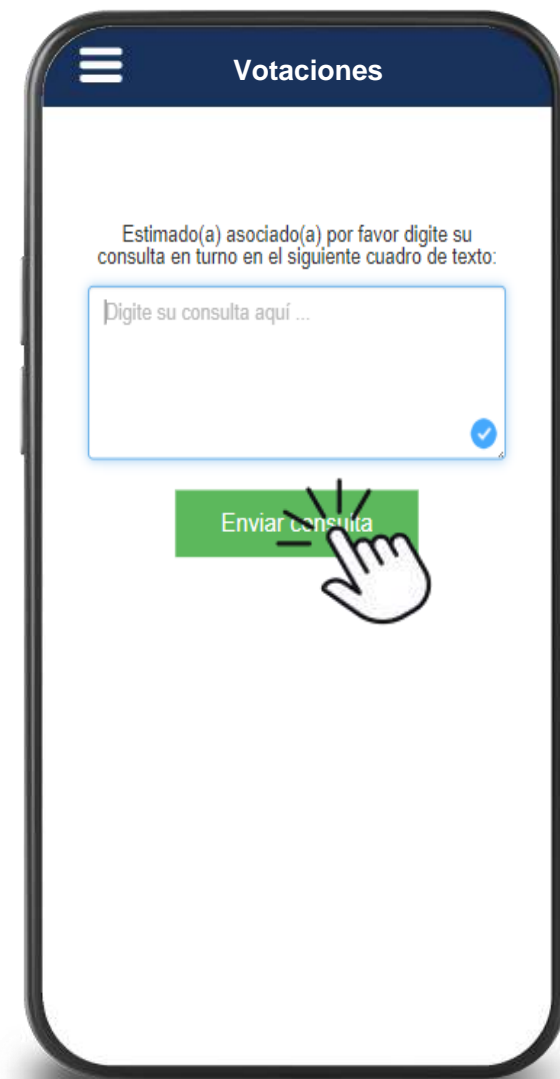 Votaciones
Estimado(a) asociado(a) por favor digite su
consulta en turno en el siguiente cuadro de texto:
Digite su consulta aquí ...
Enviar consulta